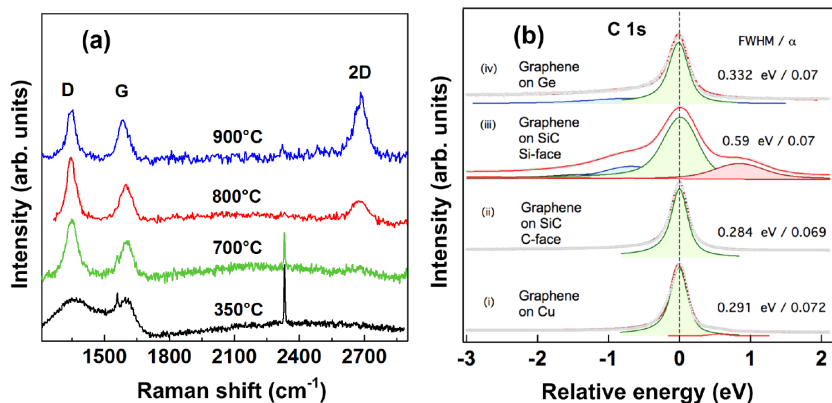 (a)
D
G
2D
900°C
800°C
700°C
350°C
Intensity (arb. units)
1500
1800
2100
2400
2700
Raman shift (cm-1)
(b)
C 1s
FWHM / α
(iv) Graphene
on Ge
0.332 eV / 0.07
(iii) Graphene
on SiC
Si-face
0.59 eV / 0.07
(ii) Graphene
on SiC
C-face
0.284 eV / 0.069
(i) Graphene
on Cu
0.291 eV / 0.072
Intensity (arb. units)
-3
-2
-1
0
1
2
Relative energy (eV)